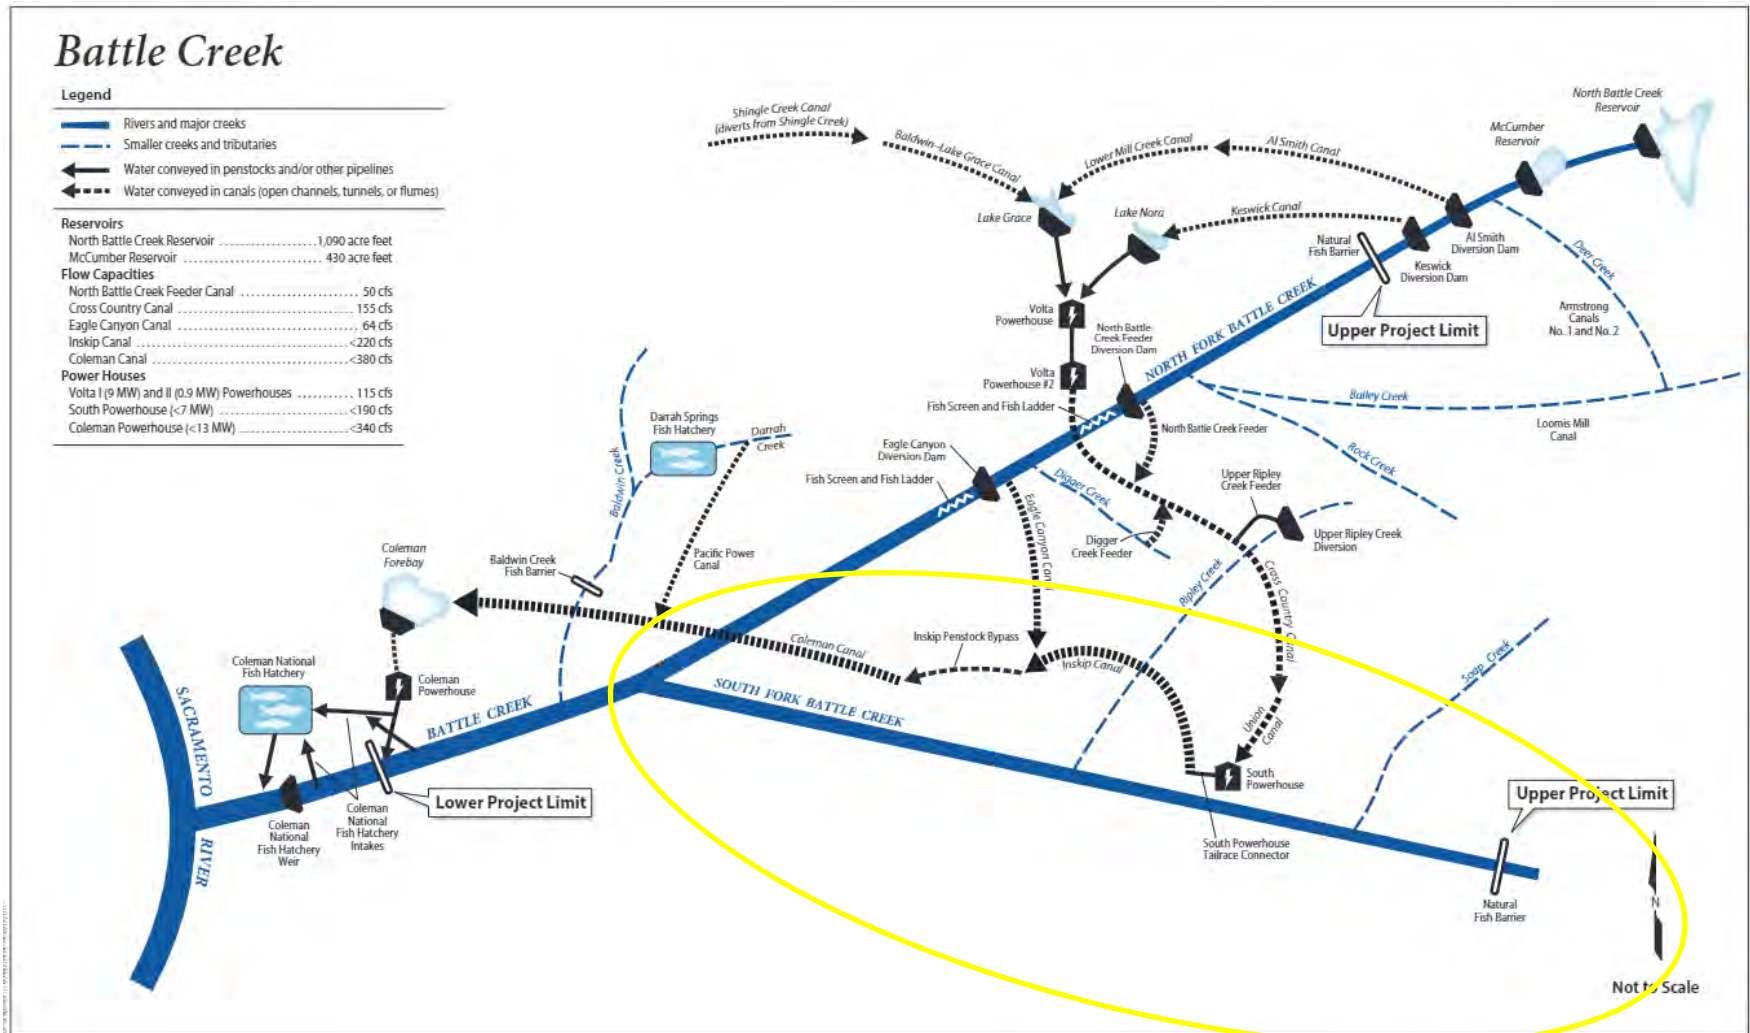 Battle Creek
Legend
Rivers and major creeks
Smaller creeks and tributaries
Water conveyed in penstocks and/or other pipelines
Water conveyed in canals (open channels, tunnels, or flumes)
Reservoirs
North Battle Creek Reservoir ...................1,090 acre feet
McCumber Reservoir ........................... 430 acre feet
Flow Capacities
North Battle Creek Feeder Canal ....................... 50 cfs
Cross Country Canal .................................. 155 cfs
Eagle Canyon Canal .................................... 64 cfs
Inskip Canal ..........................................<220 cfs
Coleman Canal ........................................<380 cfs
Power Houses
Volta I (9 MW) and II (0.9 MW) Powerhouses ........... 115 cfs
South Powerhouse (<7 MW) ...........................<190 cfs
Coleman Powerhouse (<13 MW) .......................<340 cfs
Shingle Creek Canal
(diverts from Shingle Creek)
Baldwin-Lake Grace Canal
Lower Mill Creek Canal
Al Smith Canal
Keswick Canal
Lake Grace
Lake Nora
McCumber
Reservoir
North Battle Creek
Reservoir
Natural
Fish Barrier
Al Smith
Diversion Dam
Keswick
Diversion Dam
Upper Project Limit
Deer Creek
Armstrong
Canals
No. 1 and No. 2
Volta
Powerhouse
North Battle
Creek Feeder
Diversion Dam
NORTH FORK BATTLE CREEK
Volta
Powerhouse #2
Fish Screen and Fish Ladder
North Battle Creek Feeder
Bailey Creek
Loomis Mill
Canal
Rock Creek
Darrah Springs
Fish Hatchery
Darrah
Creek
Eagle Canyon
Diversion Dam
Fish Screen and Fish Ladder
Baldwin Creek
Digger Creek
Eagle Canyon Canal
Digger
Creek Feeder
Upper Ripley
Creek Feeder
Upper Ripley Creek
Diversion
Ripley Creek
Cross Country Canal
Pacific Power
Canal
Baldwin Creek
Fish Barrier
Coleman
Forebay
Coleman Canal
Inskip Penstock Bypass
Inskip Canal
Union
Canal
Soap Creek
South
Powerhouse
South Powerhouse
Tailrace Connector
SOUTH FORK BATTLE CREEK
BATTLE CREEK
Coleman
Powerhouse
Coleman National
Fish Hatchery
Lower Project Limit
Coleman
National
Fish Hatchery
Intakes
Coleman
National
Fish Hatchery
Weir
SACRAMENTO
RIVER
Upper Project Limit
Natural
Fish Barrier
N
Not to Scale